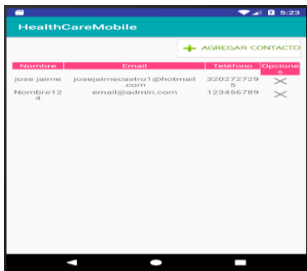 5:23
HealthCareMobile
AGREGAR CONTACTO
Nombre Email Teléfono Opcione
s
jose jaime josejaimecastro1@hotmail 320272729
.com 5
Nombre12 email@admin.com 123456789
4